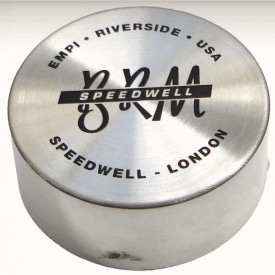 EMPI • RIVERSIDE • USA
BRM
SPEEDWELL
SPEEDWELL - LONDON